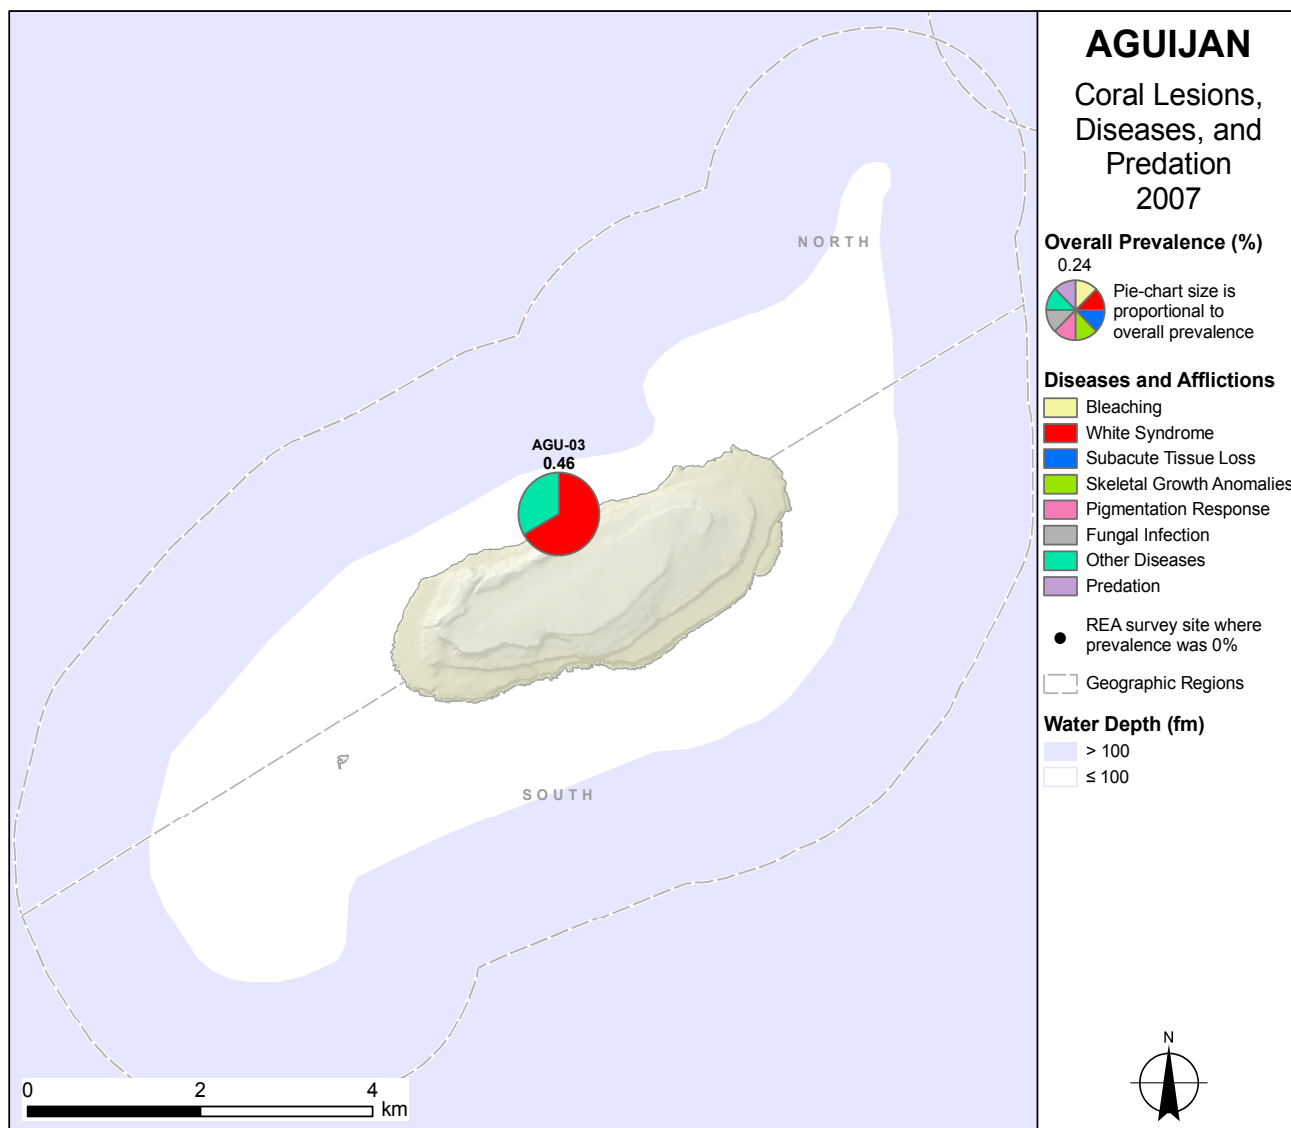 AGUIJAN
Coral Lesions,
Diseases, and
Predation
2007
Overall Prevalence (%)
0.24
Pie-chart size is
proportional to
overall prevalence
Diseases and Afflictions
Bleaching
White Syndrome
Subacute Tissue Loss
Skeletal Growth Anomalies
Pigmentation Response
Fungal Infection
Other Diseases
Predation
REA survey site where
prevalence was 0%
Geographic Regions
Water Depth (fm)
> 100
≤ 100
N
NORTH
AGU-03
0.46
SOUTH
0 2 4
km